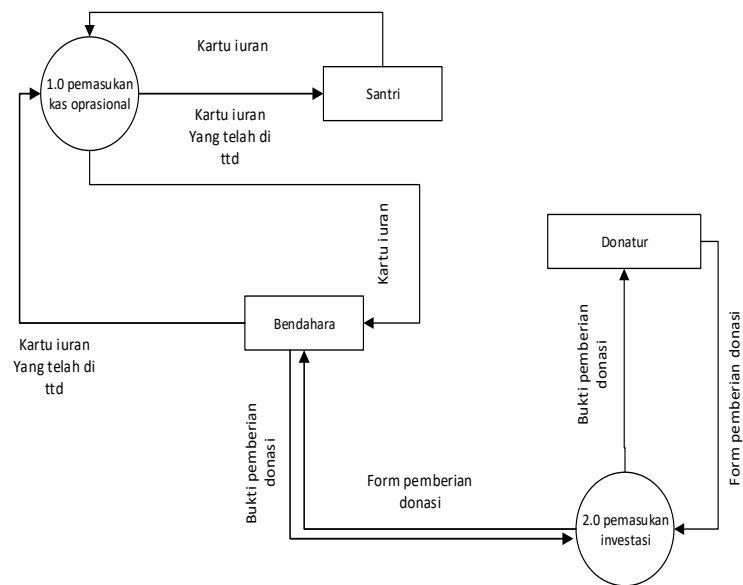 Kartu iuran
1.0 pemasukan
kas oprasional
Santri
Kartu iuran
Yang telah di
ttd
Kartu iuran
Donatur
Bendahara
Kartu iuran
Yang telah di
ttd
Bukti pemberian
donasi
Form pemberian donasi
Bukti pemberian
donasi
Form pemberian
donasi
2.0 pemasukan
investasi